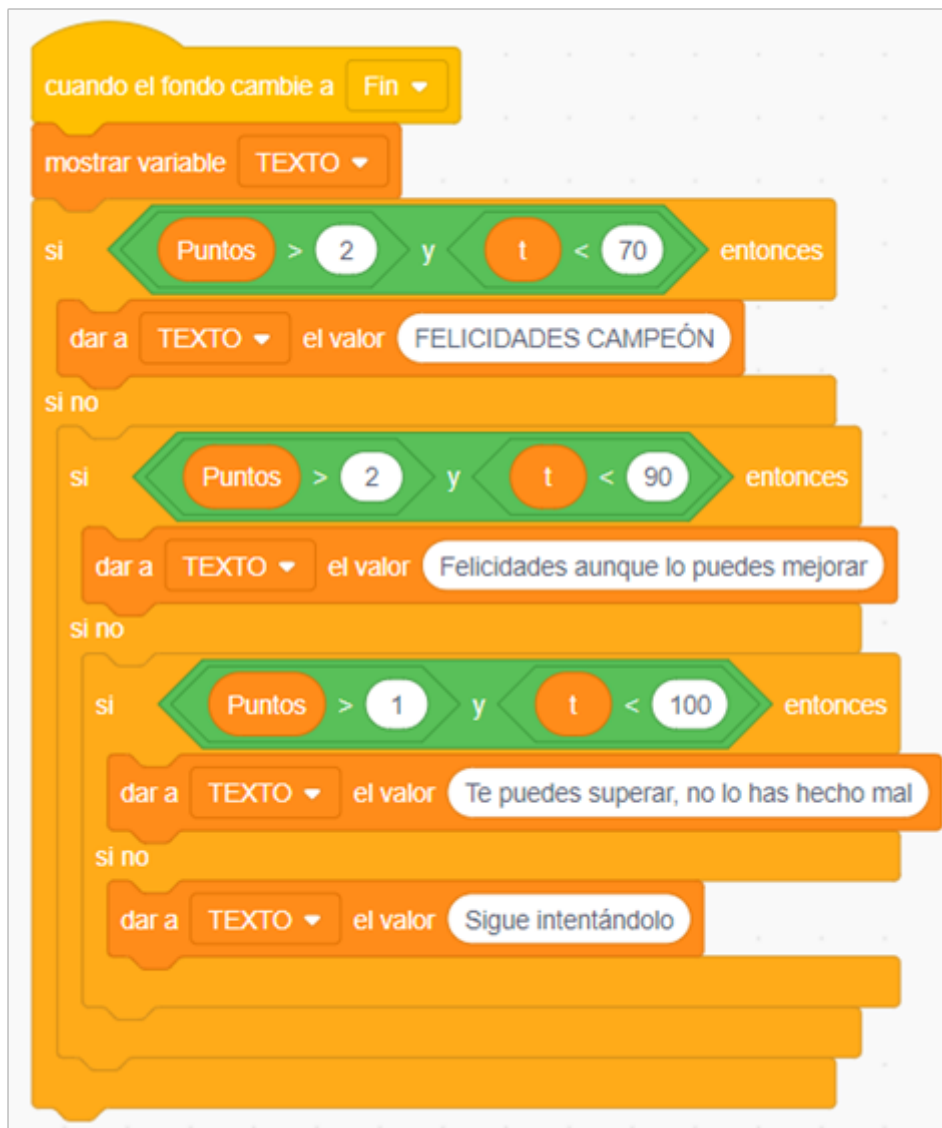 cuando el fondo cambie a Fin
mostrar variable TEXTO
si Puntos > 2 y t < 70 entonces
dar a TEXTO el valor FELICIDADES CAMPEÓN
si no
si Puntos > 2 y t < 90 entonces
dar a TEXTO el valor Felicidades aunque lo puedes mejorar
si no
si Puntos > 1 y t < 100 entonces
dar a TEXTO el valor Te puedes superar, no lo has hecho mal
si no
dar a TEXTO el valor Sigue intentándolo